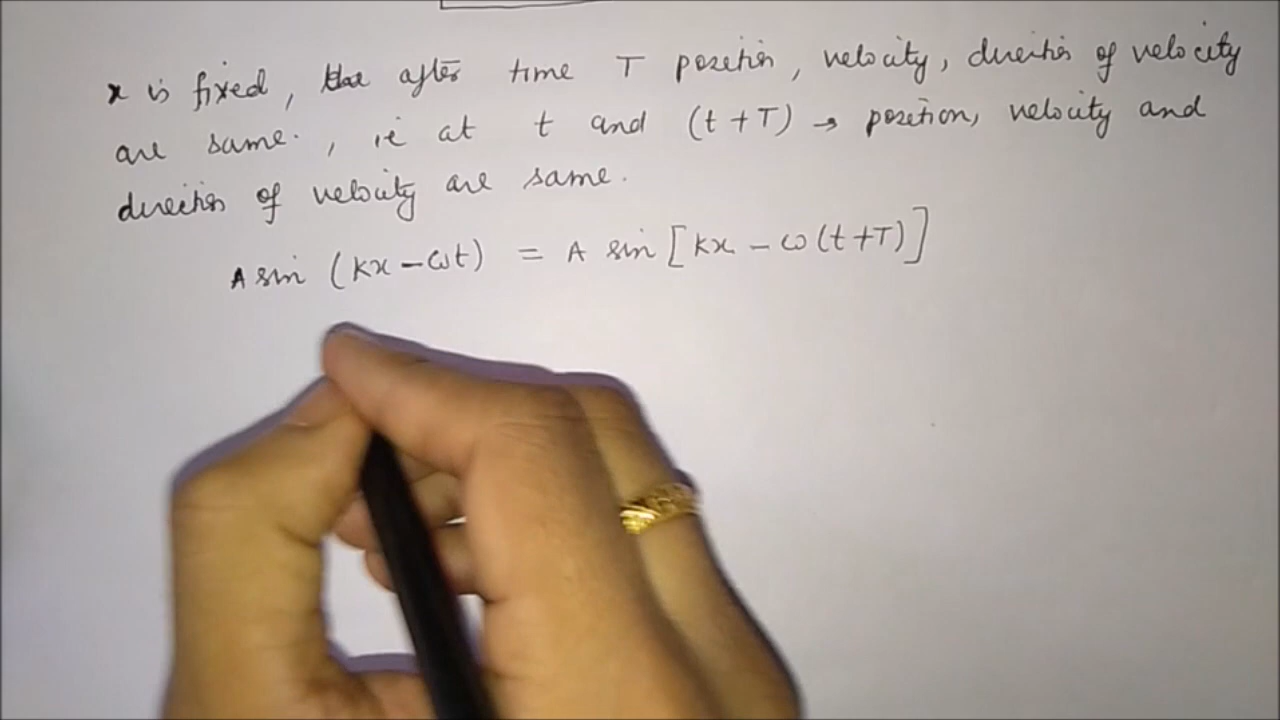 x is fixed, after time T position, velocity, direction of velocity
are same., ie at t and (t+T) → position, velocity and
direction of velocity are same.
A sin (kx-ωt) = A sin [kx-ω(t+T)]